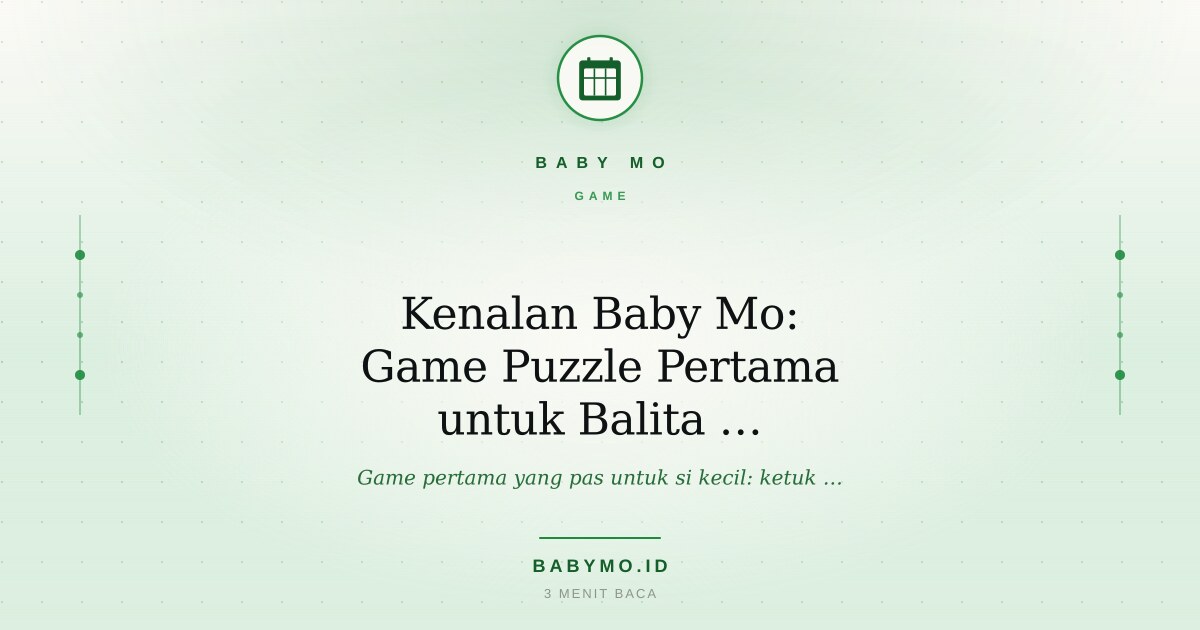 BABY MO
GAME
Kenalan Baby Mo:
Game Puzzle Pertama
untuk Balita ...
Game pertama yang pas untuk si kecil: ketuk ...
BABYMO.ID
3 MENIT BACA